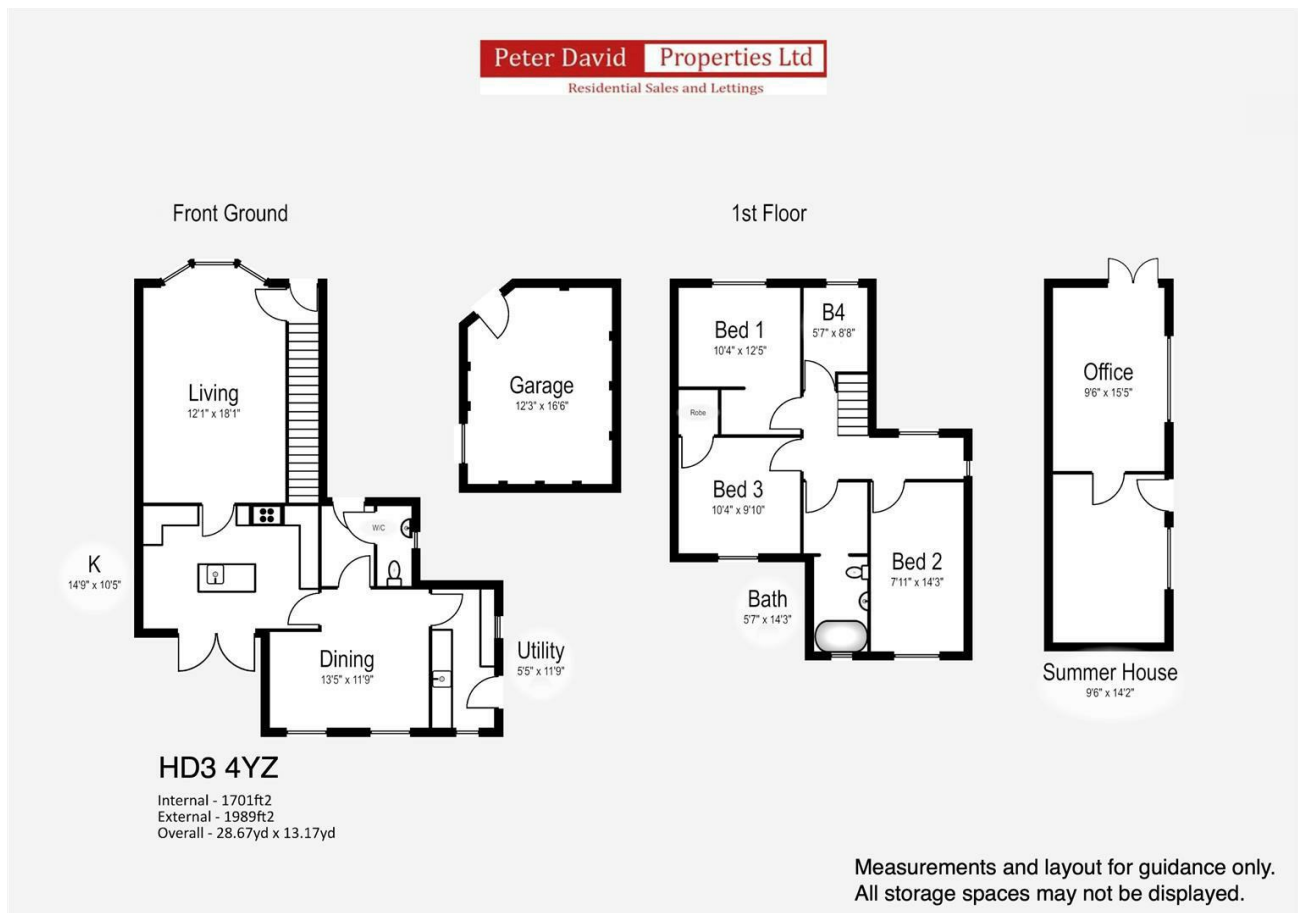 Peter David Properties Ltd
Residential Sales and Lettings
Front Ground
1st Floor
Living
12'1" x 18'1"
K
14'9" x 10'5"
W/C
Dining
13'5" x 11'9"
Utility
5'5" x 11'9"
Garage
12'3" x 16'6"
Bed 1
10'4" x 12'5"
B4
5'7" x 8'8"
Robe
Bed 3
10'4" x 9'10"
Bed 2
7'11" x 14'3"
Bath
5'7" x 14'3"
Office
9'6" x 15'5"
Summer House
9'6" x 14'2"
HD3 4YZ
Internal - 1701ft2
External - 1989ft2
Overall - 28.67yd x 13.17yd
Measurements and layout for guidance only.
All storage spaces may not be displayed.